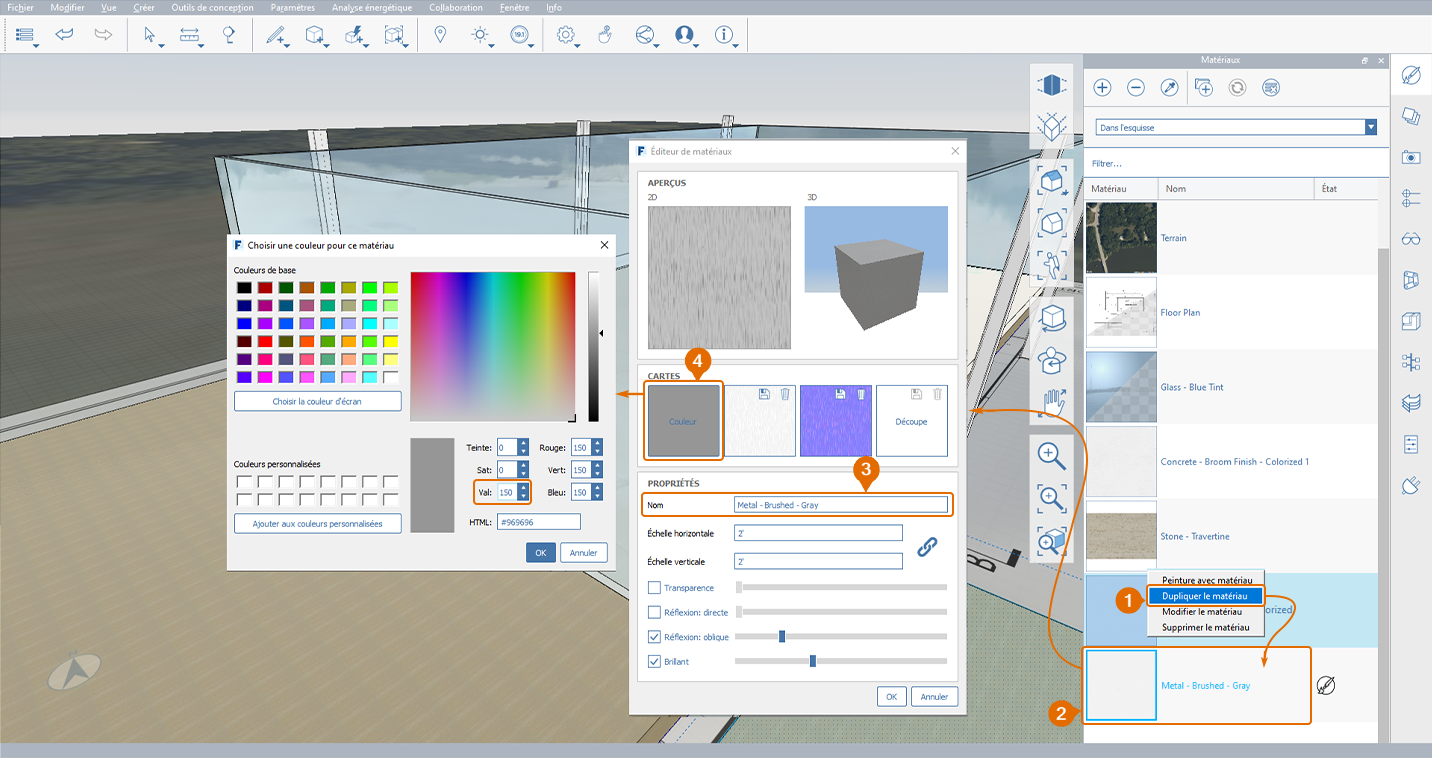 Fichier Modifier Vue Créer Outils de conception Paramètres Analyse énergétique Collaboration Fenêtre Info
19.1
Matériaux
Dans l'esquisse
Filtrer...
Matériau Nom État
Terrain
Floor Plan
Glass - Blue Tint
Concrete - Broom Finish - Colorized 1
Stone - Travertine
orized
Peinture avec matériau
1
Dupliquer le matériau
Modifier le matériau
Supprimer le matériau
Metal - Brushed - Gray
2
Éditeur de matériaux
APERÇUS
2D
3D
4
CARTES
Couleur
Découpe
3
PROPRIÉTÉS
Nom
Metal - Brushed - Gray
Échelle horizontale
2'
Échelle verticale
2'
Transparence
Réflexion: directe
Réflexion: oblique
Brillant
OK
Annuler
Choisir une couleur pour ce matériau
Couleurs de base
Choisir la couleur d'écran
Couleurs personnalisées
Ajouter aux couleurs personnalisées
Teinte: 0 Rouge: 150
Sat: 0 Vert: 150
Val: 150 Bleu: 150
HTML: #969696
OK
Annuler
B